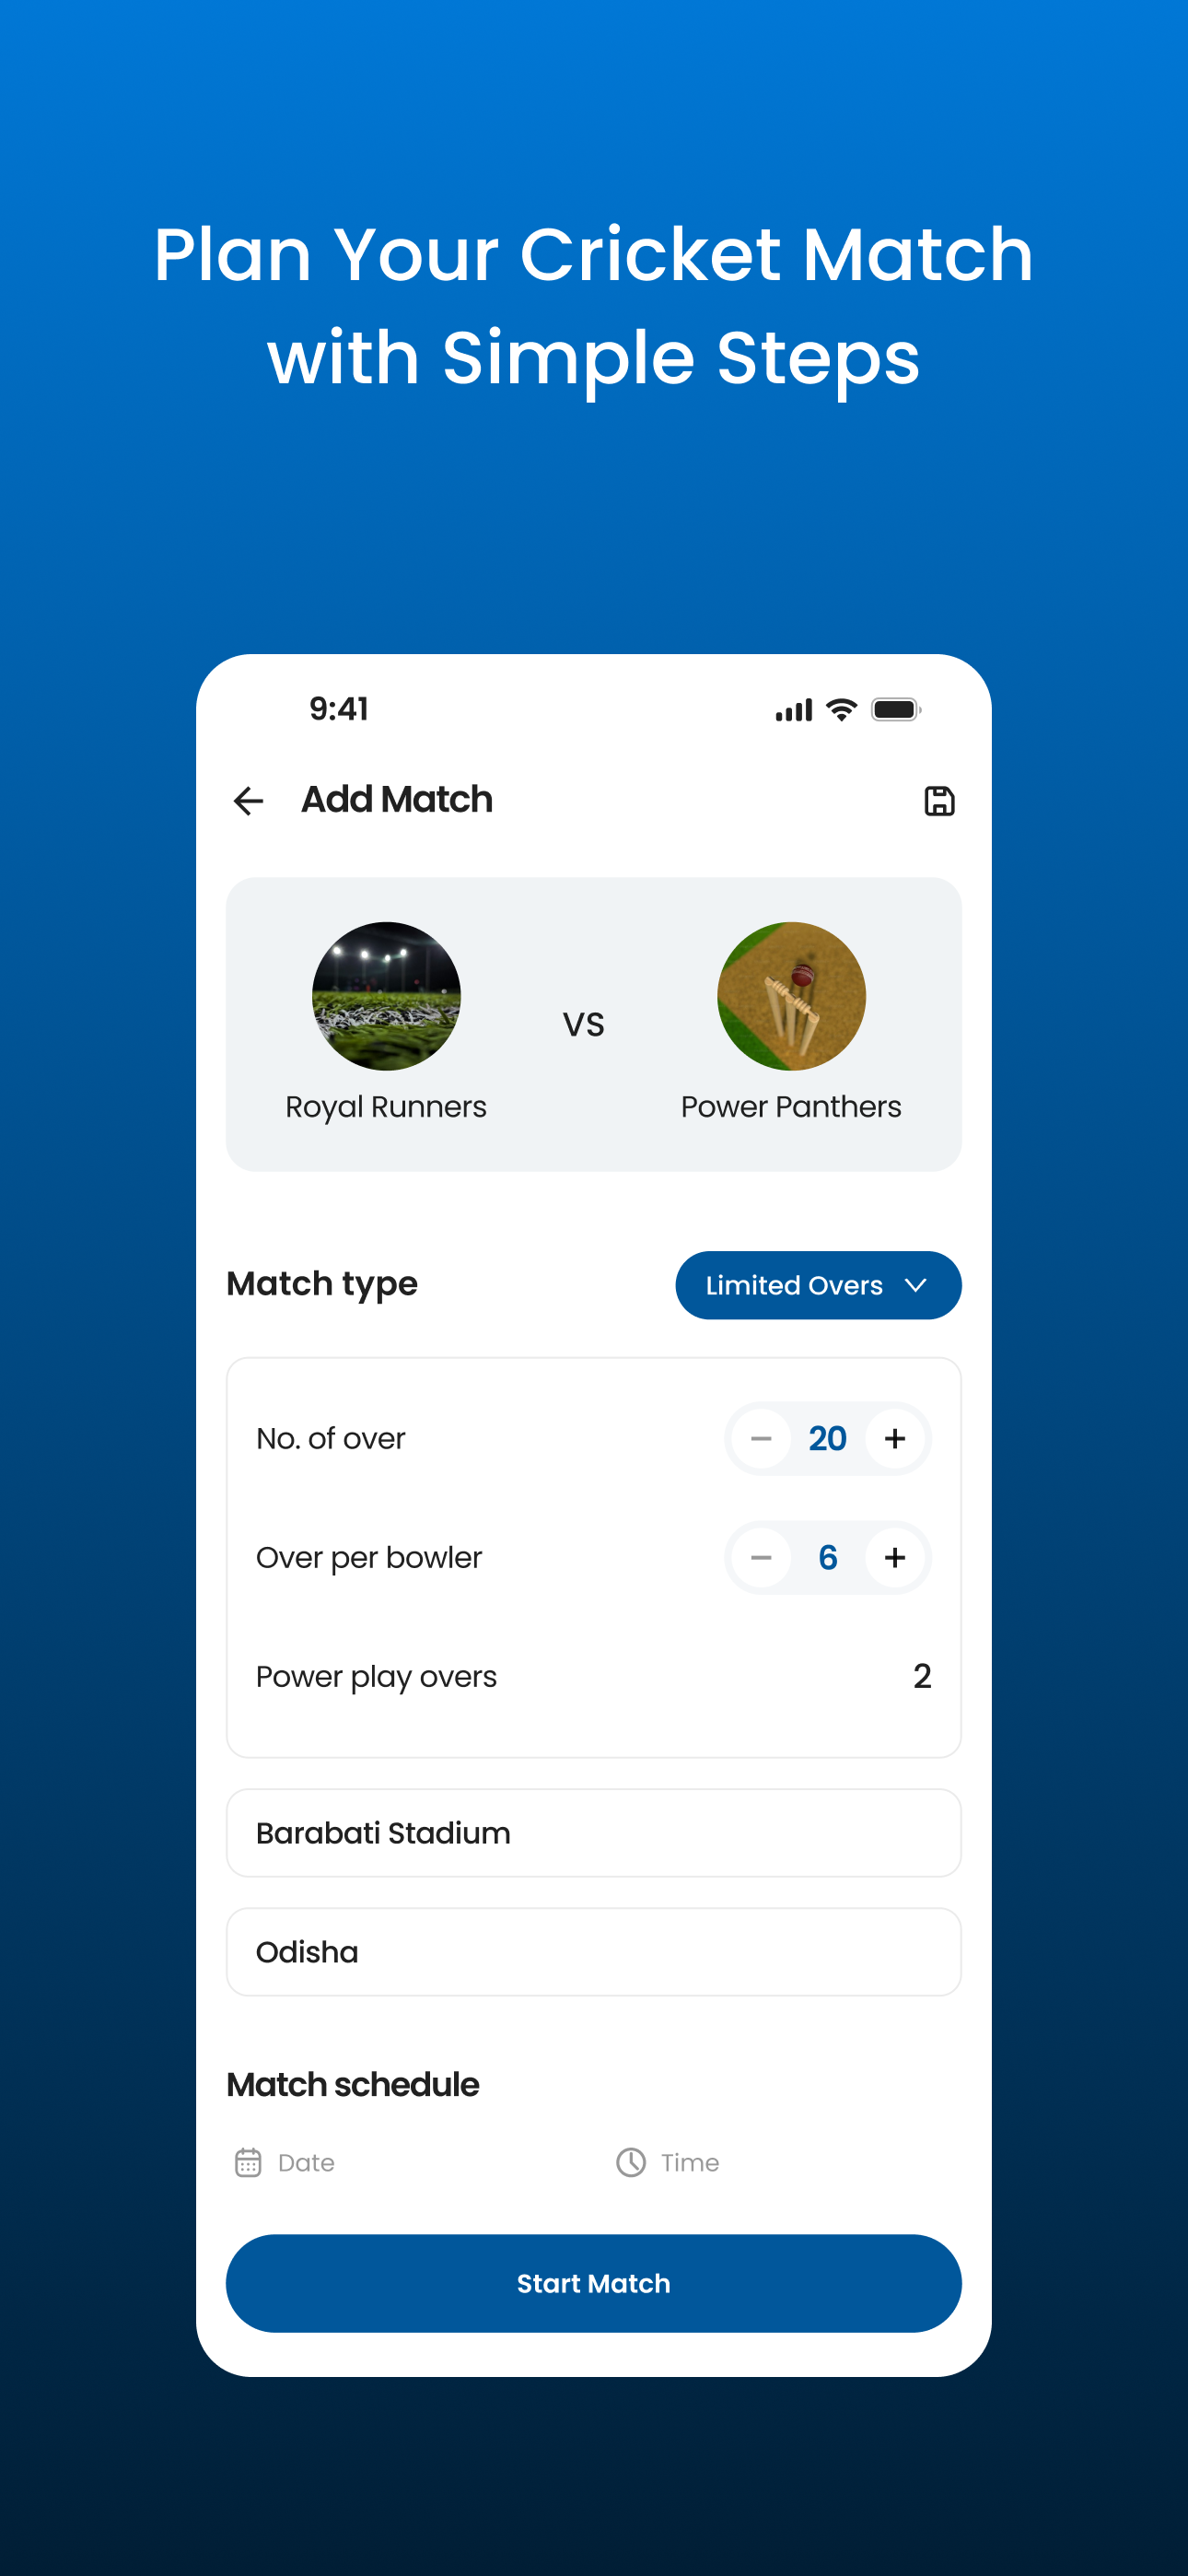 Plan Your Cricket Match
with Simple Steps
9:41
Add Match
Royal Runners
VS
Power Panthers
Match type
Limited Overs
No. of over
20
Over per bowler
6
Power play overs
2
Barabati Stadium
Odisha
Match schedule
Date
Time
Start Match